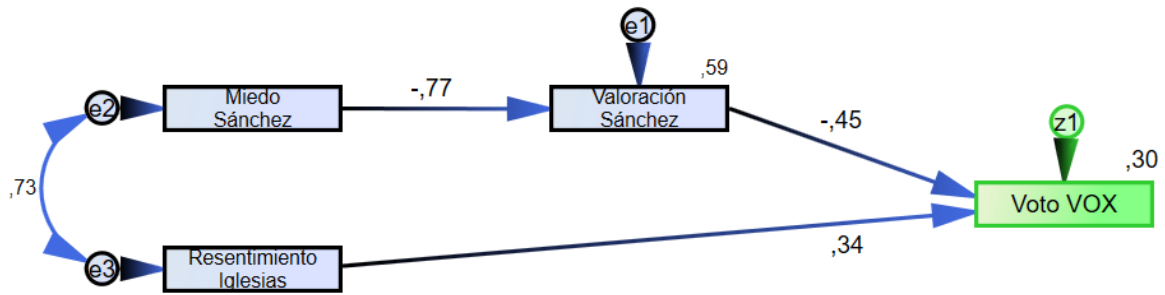 e1
,59
e2
Miedo
Sánchez
-,77
Valoración
Sánchez
-,45
z1
,30
Voto VOX
,73
e3
Resentimiento
Iglesias
,34